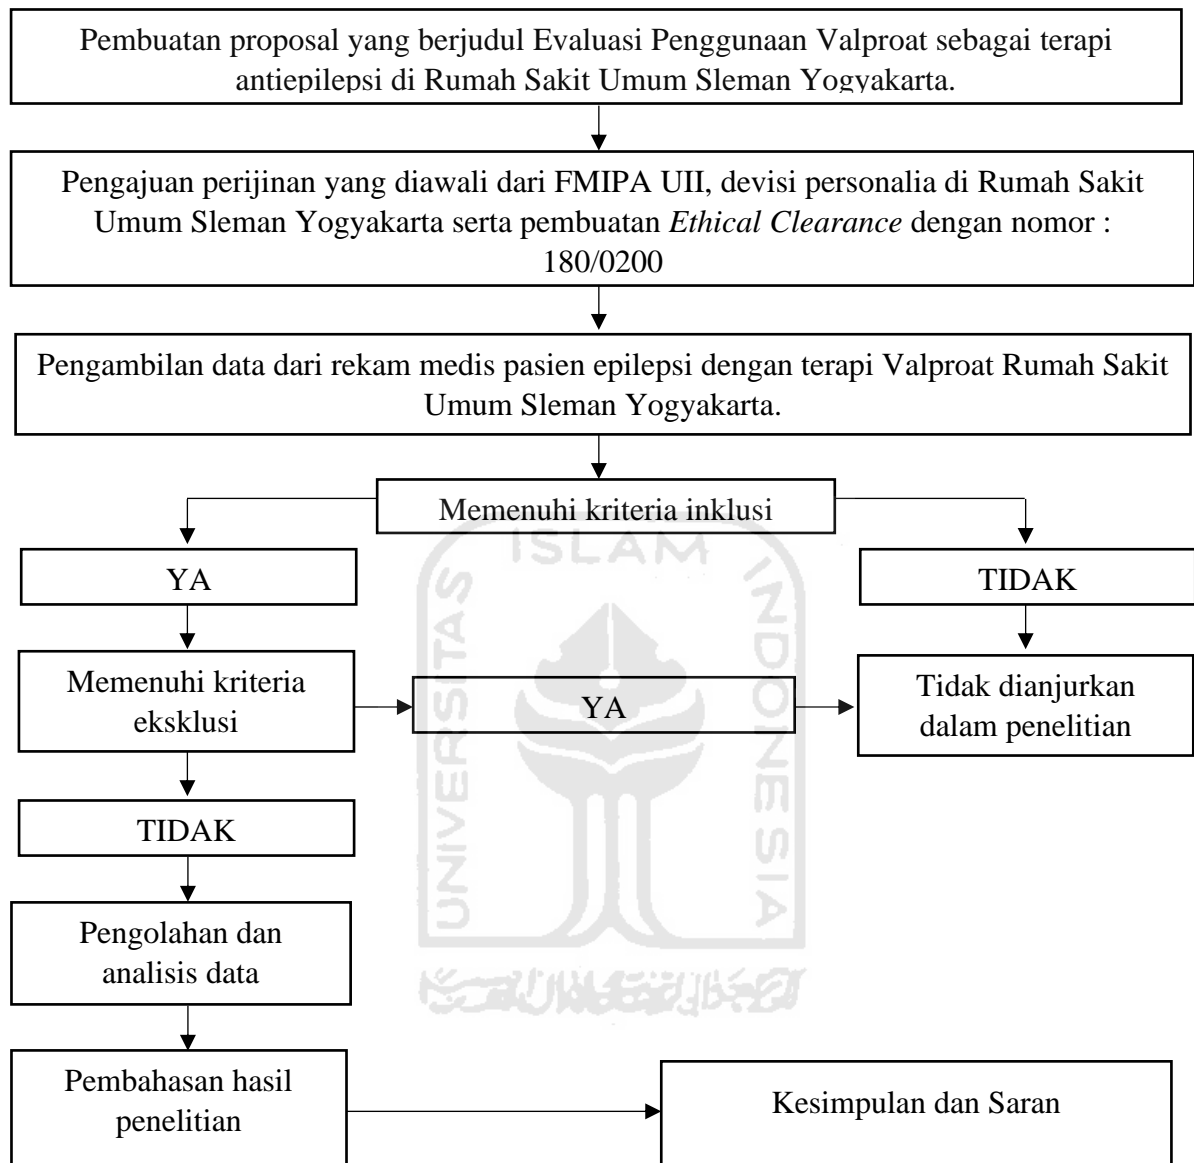 Pembuatan proposal yang berjudul Evaluasi Penggunaan Valproat sebagai terapi
antiepilepsi di Rumah Sakit Umum Sleman Yogyakarta.
Pengajuan perijinan yang diawali dari FMIPA UII, devisi personalia di Rumah Sakit
Umum Sleman Yogyakarta serta pembuatan Ethical Clearance dengan nomor :
180/0200
Pengambilan data dari rekam medis pasien epilepsi dengan terapi Valproat Rumah Sakit
Umum Sleman Yogyakarta.
Memenuhi kriteria inklusi
YA
TIDAK
Memenuhi kriteria
eksklusi
YA
Tidak dianjurkan
dalam penelitian
TIDAK
Pengolahan dan
analisis data
Pembahasan hasil
penelitian
Kesimpulan dan Saran
UNIVERSITAS
ISLAM
INDONESIA